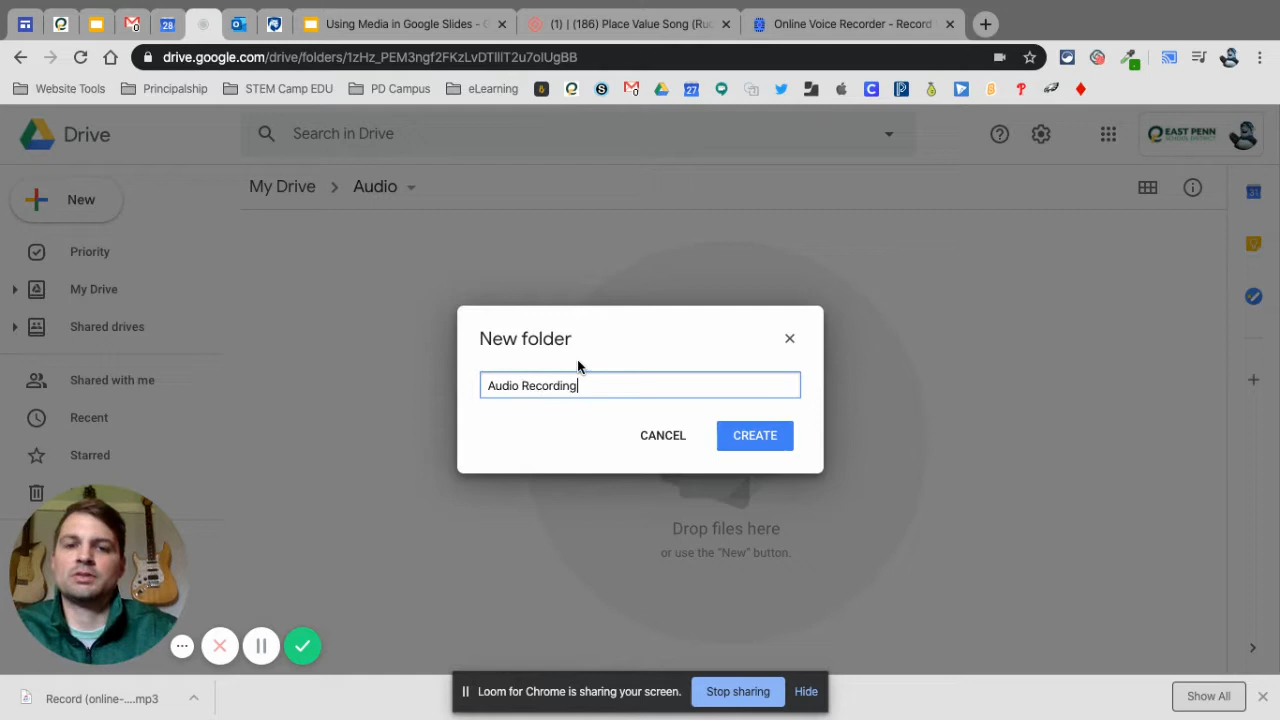 Using Media in Google Slides - G
(1) | (186) Place Value Song (Ruc
Online Voice Recorder - Record
drive.google.com/drive/folders/1zHz_PEM3ngf2FKzLvDTIlIT2u7olUgBB
Website Tools
Principalship
STEM Camp EDU
PD Campus
eLearning
Drive
Search in Drive
EAST PENN
SCHOOL DISTRICT
New
My Drive
Audio
Priority
My Drive
Shared drives
Shared with me
Recent
Starred
New folder
Audio Recording
CANCEL
CREATE
Drop files here
or use the "New" button.
Loom for Chrome is sharing your screen.
Stop sharing
Hide
Record (online-....mp3
Show All